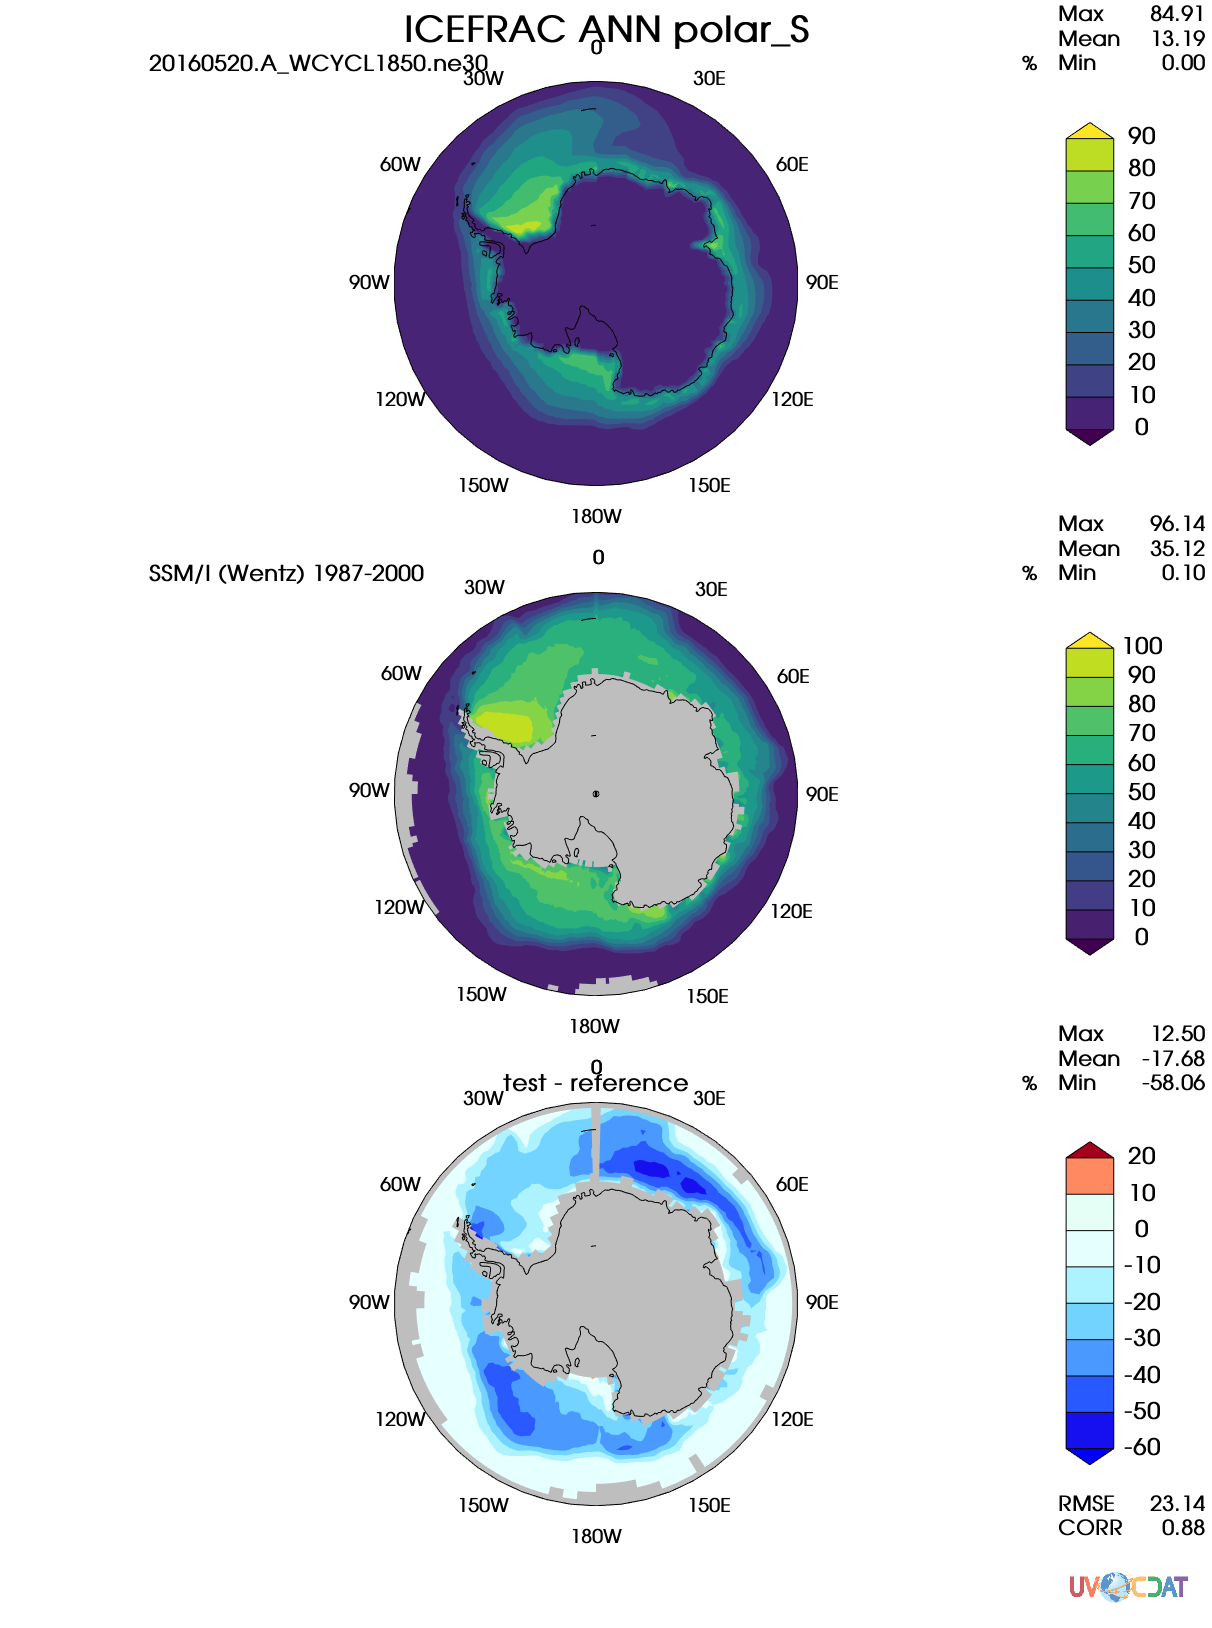 ICEFRAC ANN polar_S
20160520.A_WCYCL1850.ne30
Max 84.91
Mean 13.19
% Min 0.00
0
30W 30E
60W 60E
90W 90E
120W 120E
150W 150E
180W
90
80
70
60
50
40
30
20
10
0
SSM/I (Wentz) 1987-2000
Max 96.14
Mean 35.12
% Min 0.10
0
30W 30E
60W 60E
90W 90E
120W 120E
150W 150E
180W
100
90
80
70
60
50
40
30
20
10
0
test - reference
Max 12.50
Mean -17.68
% Min -58.06
0
30W 30E
60W 60E
90W 90E
120W 120E
150W 150E
180W
20
10
0
-10
-20
-30
-40
-50
-60
RMSE 23.14
CORR 0.88
UV CDAT